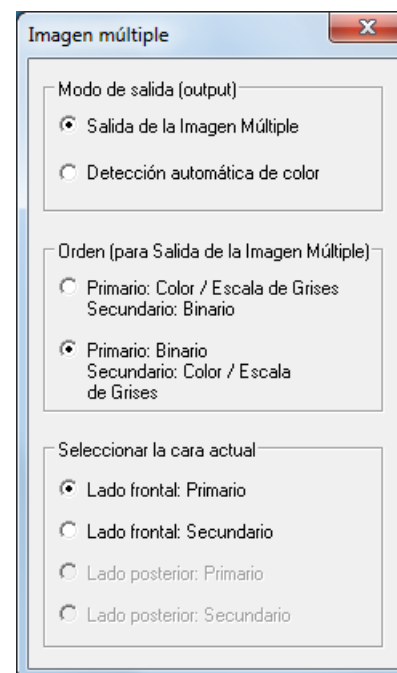 Imagen múltiple
Modo de salida (output)
Salida de la Imagen Múltiple
Detección automática de color
Orden (para Salida de la Imagen Múltiple)
Primario: Color / Escala de Grises
Secundario: Binario
Primario: Binario
Secundario: Color / Escala
de Grises
Seleccionar la cara actual
Lado frontal: Primario
Lado frontal: Secundario
Lado posterior: Primario
Lado posterior: Secundario